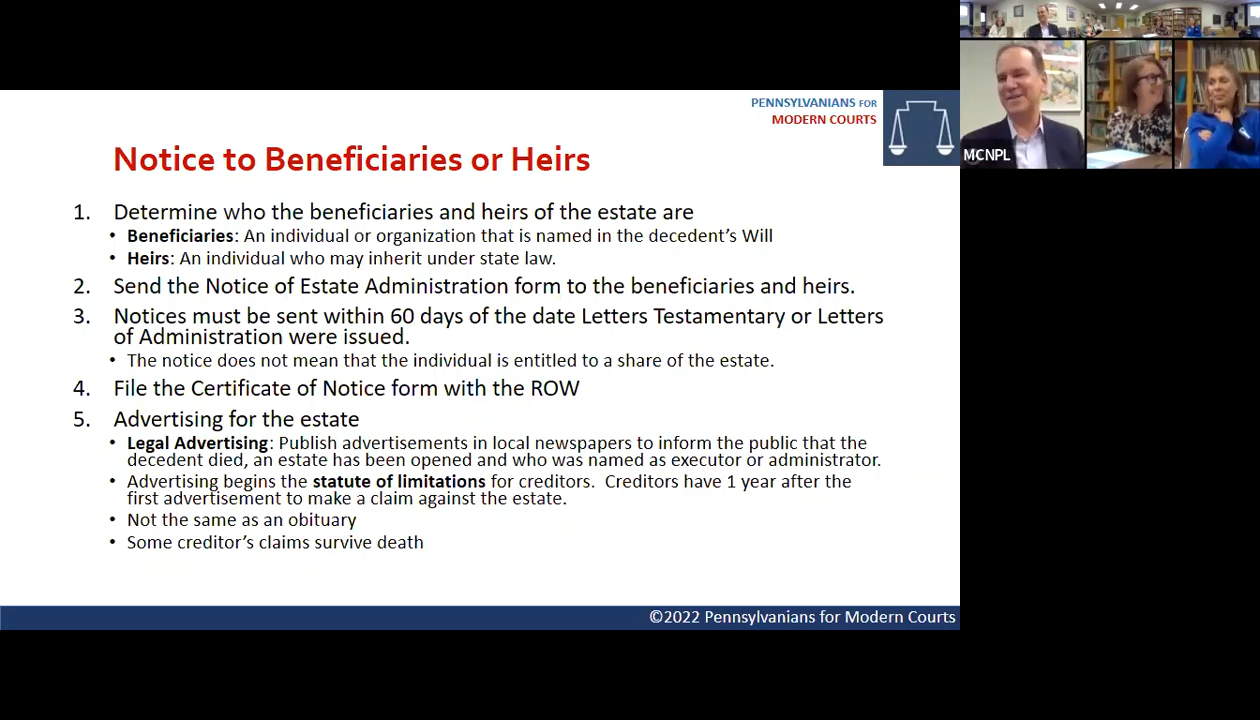 PENNSYLVANIANS FOR
MODERN COURTS
Notice to Beneficiaries or Heirs
1. Determine who the beneficiaries and heirs of the estate are
• Beneficiaries: An individual or organization that is named in the decedent’s Will
• Heirs: An individual who may inherit under state law.
2. Send the Notice of Estate Administration form to the beneficiaries and heirs.
3. Notices must be sent within 60 days of the date Letters Testamentary or Letters
of Administration were issued.
• The notice does not mean that the individual is entitled to a share of the estate.
4. File the Certificate of Notice form with the ROW
5. Advertising for the estate
• Legal Advertising: Publish advertisements in local newspapers to inform the public that the
decedent died, an estate has been opened and who was named as executor or administrator.
• Advertising begins the statute of limitations for creditors. Creditors have 1 year after the
first advertisement to make a claim against the estate.
• Not the same as an obituary
• Some creditor’s claims survive death
©2022 Pennsylvanians for Modern Courts
MCNPL